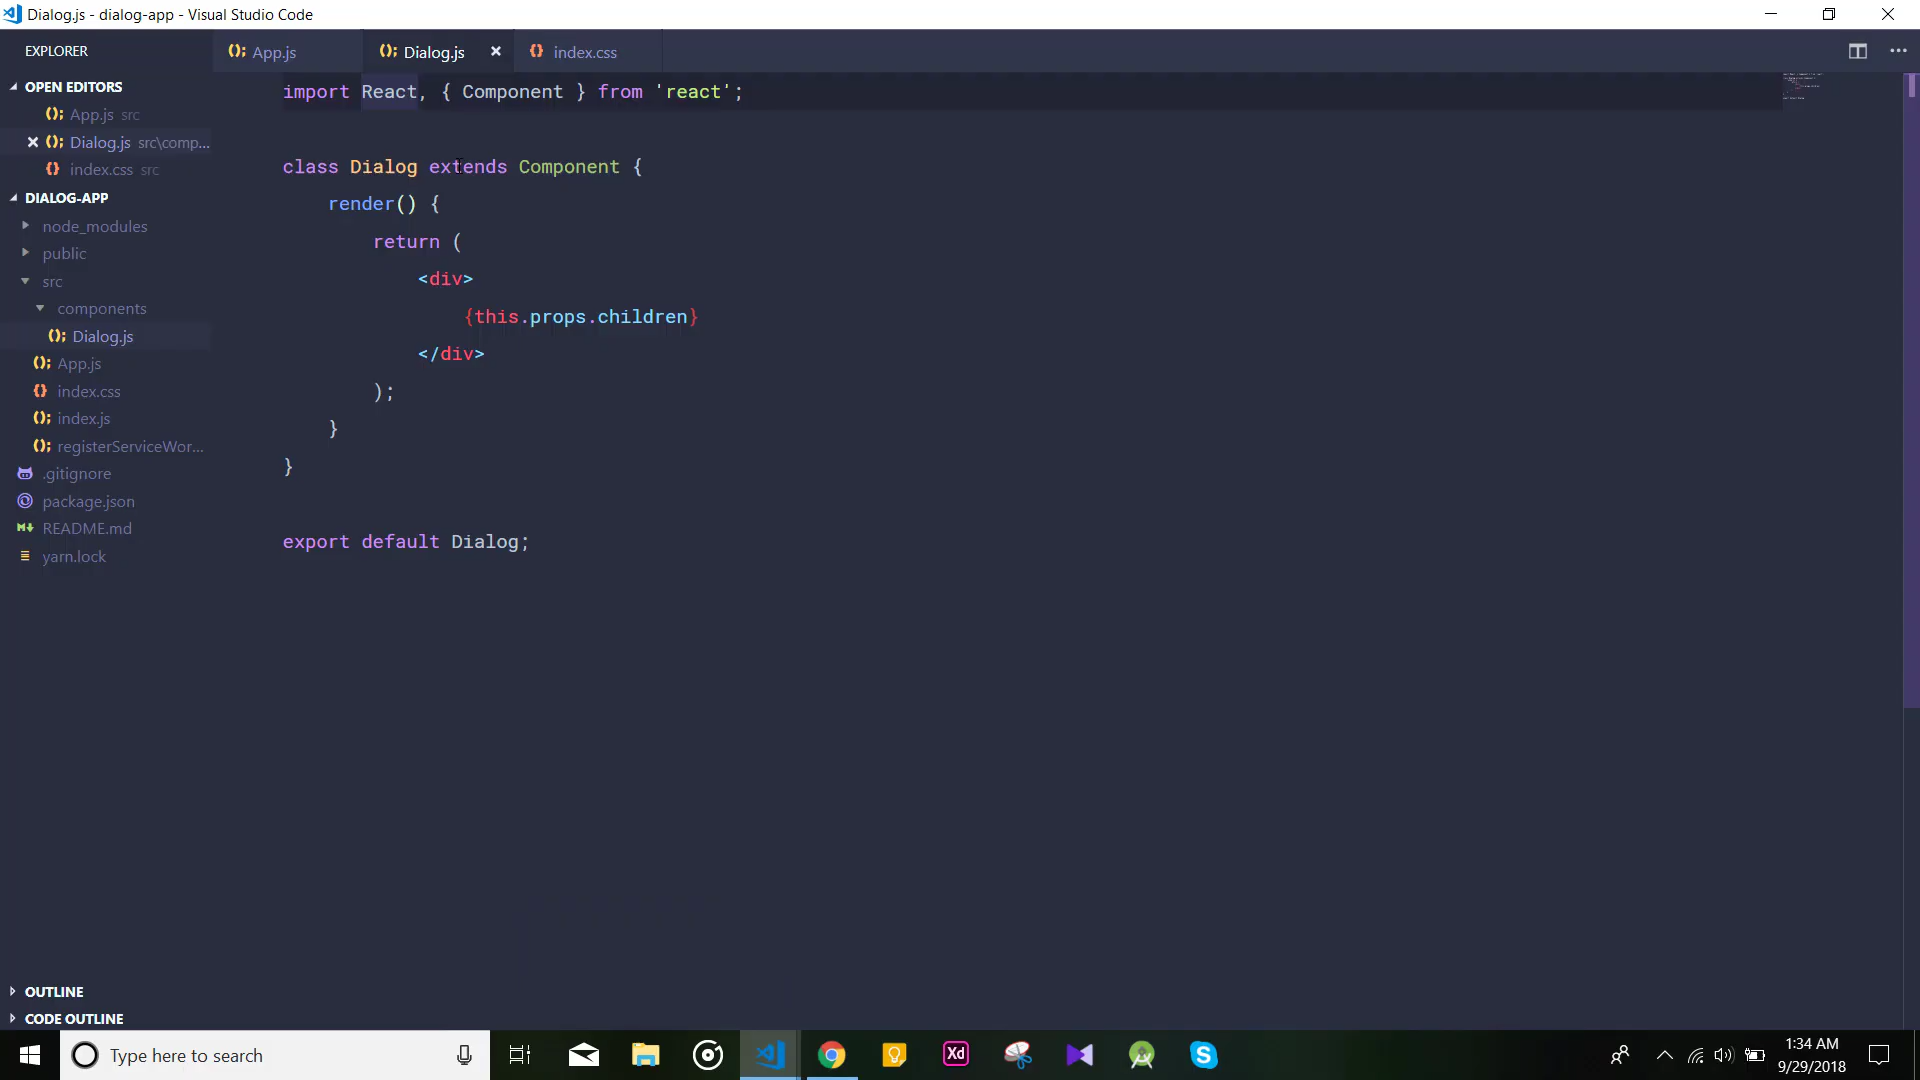 Dialog.js - dialog-app - Visual Studio Code
EXPLORER
App.js
Dialog.js
index.css
OPEN EDITORS
App.js src
Dialog.js src\comp...
index.css src
DIALOG-APP
node_modules
public
src
components
Dialog.js
App.js
index.css
index.js
registerServiceWor...
.gitignore
package.json
README.md
yarn.lock
import React, { Component } from 'react';
class Dialog extends Component {
render() {
return (
<div>
{this.props.children}
</div>
);
}
}
export default Dialog;
OUTLINE
CODE OUTLINE
Type here to search
Xd
1:34 AM
9/29/2018